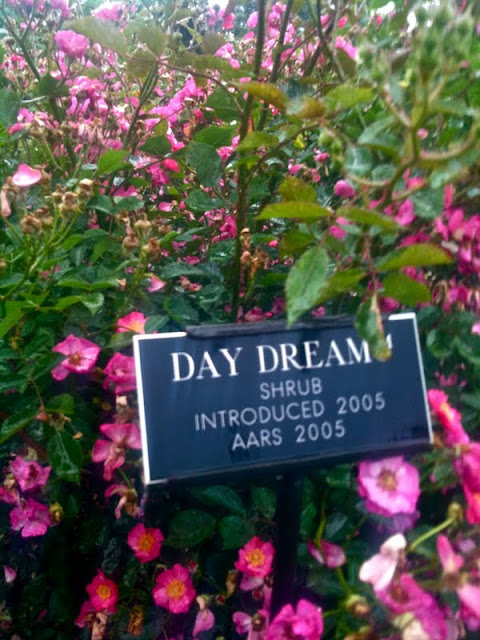 DAY DREAM
SHRUB
INTRODUCED 2005
AARS 2005